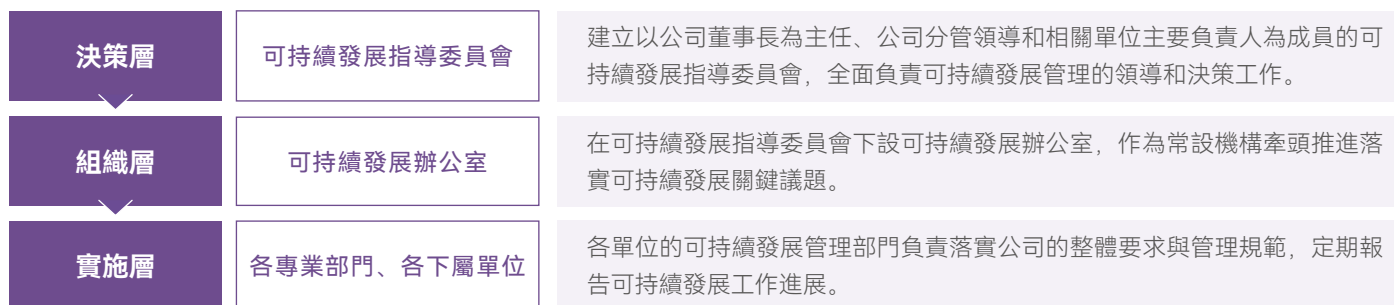 決策層
可持續發展指導委員會
建立以公司董事長為主任、公司分管領導和相關單位主要負責人為成員的可
持續發展指導委員會，全面負責可持續發展管理的領導和決策工作。
組織層
可持續發展辦公室
在可持續發展指導委員會下設可持續發展辦公室，作為常設機構牽頭推進落
實可持續發展關鍵議題。
實施層
各專業部門、各下屬單位
各單位的可持續發展管理部門負責落實公司的整體要求與管理規範，定期報
告可持續發展工作進展。